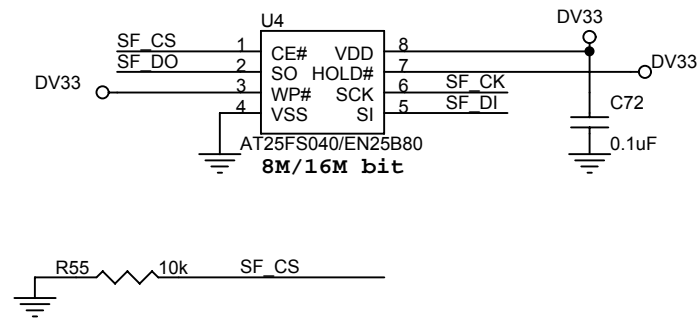 U4
DV33
SF_CS 1 CE# VDD 8
SF_DO 2 SO HOLD# 7 DV33
DV33 3 WP# SCK 6 SF_CK
4 VSS SI 5 SF_DI
C72
0.1uF
AT25FS040/EN25B80
8M/16M bit
R55 10k SF_CS